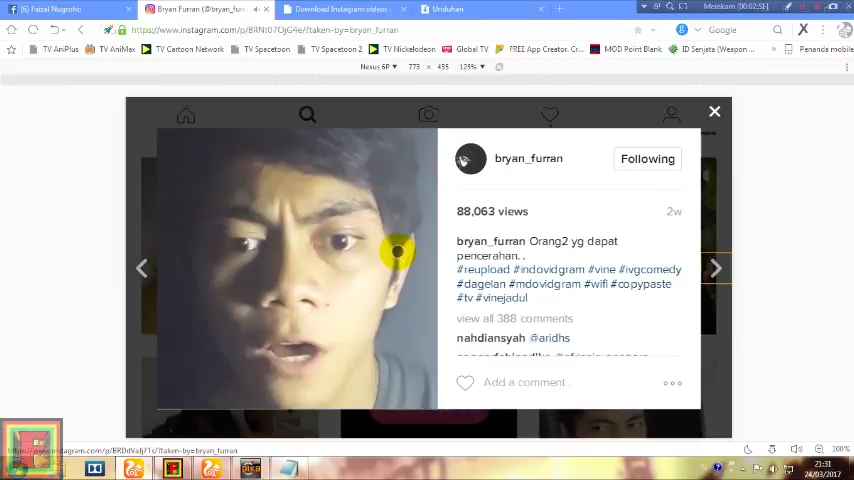 Faizal Nugroho
Bryan Furran (@bryan_furr
Download Instagram videos
Unduhan
Merekam [00:02:51]
https://www.instagram.com/p/BRNt07OjG4e/?taken-by=bryan_furran
Google
TV AniPlus
TV AniMax
TV Cartoon Network
TV Spacetoon
TV Spacetoon 2
TV Nickelodeon
Global TV
FREE App Creator. Cr
MOD Point Blank
ID Senjata (Weapon ...
Penanda mobile
Nexus 6P
773 × 435
125%
bryan_furran
Following
88,063 views
2w
bryan_furran Orang2 yg dapat
pencerahan. .
#reupload #indovidgram #vine #ivgcomedy
#dagelan #mdovidgram #wifi #copypaste
#tv #vinejadul
view all 388 comments
nahdiansyah @aridhs
Add a comment...
https://www.instagram.com/p/BRDdVaJj7Ts/?taken-by=bryan_furran
100%
pika
21:31
24/03/2017